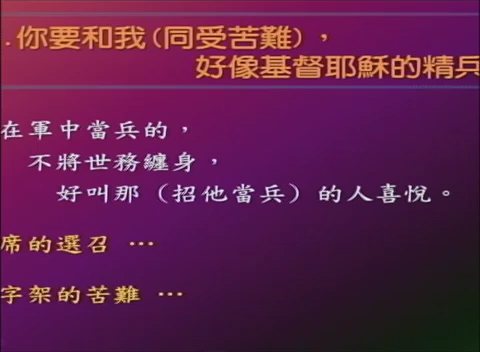 .你要和我(同受苦難),
好像基督耶穌的精兵
在軍中當兵的,
不將世務纏身,
好叫那(招他當兵)的人喜悅。
席的選召 …
字架的苦難 …